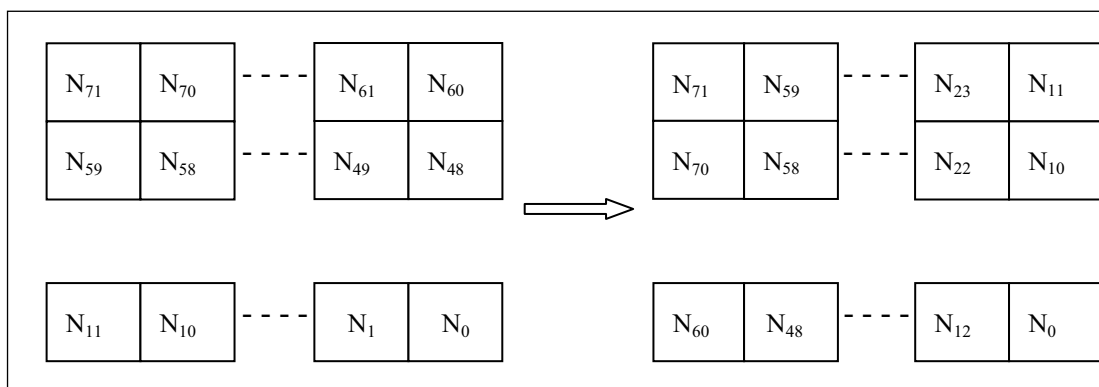 N₇₁ N₇₀ - - - - N₆₁ N₆₀ N₇₁ N₅₉ - - - - N₂₃ N₁₁
N₅₉ N₅₈ - - - - N₄₉ N₄₈ N₇₀ N₅₈ - - - - N₂₂ N₁₀
N₁₁ N₁₀ - - - - N₁ N₀ N₆₀ N₄₈ - - - - N₁₂ N₀